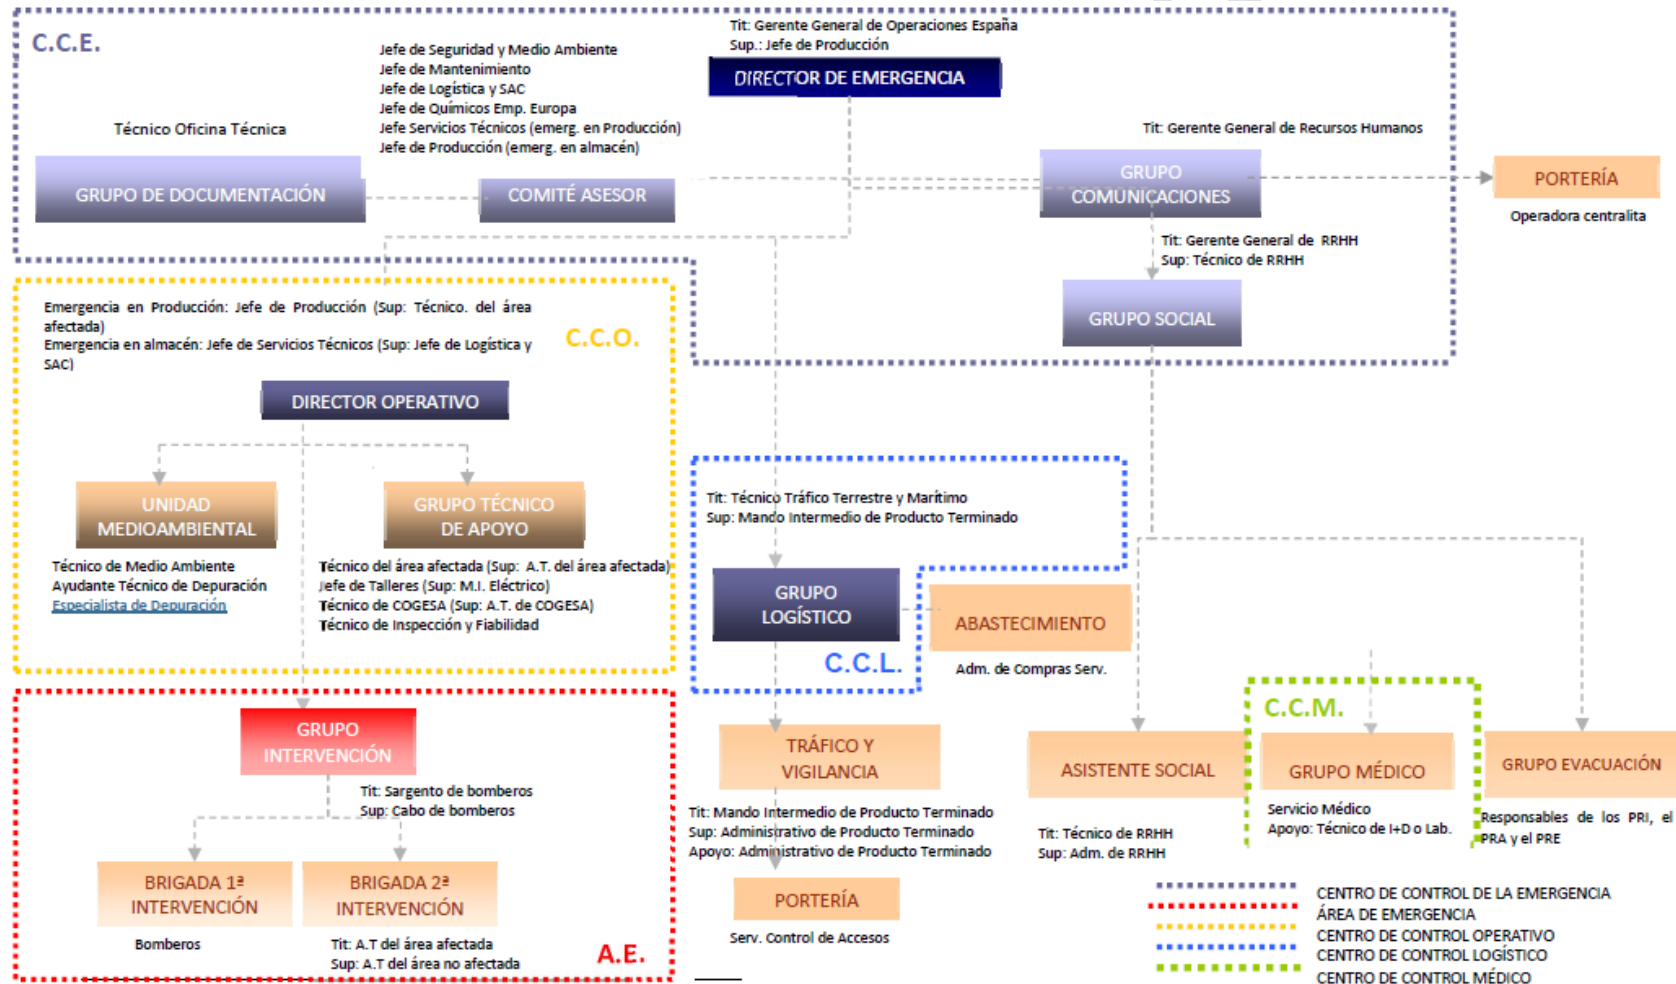 C.C.E.
Tit: Gerente General de Operaciones España
Sup.: Jefe de Producción
DIRECTOR DE EMERGENCIA
Jefe de Seguridad y Medio Ambiente
Jefe de Mantenimiento
Jefe de Logística y SAC
Jefe de Químicos Emp. Europa
Jefe Servicios Técnicos (emerg. en Producción)
Jefe de Producción (emerg. en almacén)
Técnico Oficina Técnica
GRUPO DE DOCUMENTACIÓN
COMITÉ ASESOR
Tit: Gerente General de Recursos Humanos
GRUPO
COMUNICACIONES
PORTERÍA
Operadora centralita
Tit: Gerente General de RRHH
Sup: Técnico de RRHH
GRUPO SOCIAL
Emergencia en Producción: Jefe de Producción (Sup: Técnico. del área
afectada)
Emergencia en almacén: Jefe de Servicios Técnicos (Sup: Jefe de Logística y
SAC)
C.C.O.
DIRECTOR OPERATIVO
UNIDAD
MEDIOAMBIENTAL
Técnico de Medio Ambiente
Ayudante Técnico de Depuración
Especialista de Depuración
GRUPO TÉCNICO
DE APOYO
Técnico del área afectada (Sup: A.T. del área afectada)
Jefe de Talleres (Sup: M.I. Eléctrico)
Técnico de COGESA (Sup: A.T. de COGESA)
Técnico de Inspección y Fiabilidad
Tit: Técnico Tráfico Terrestre y Marítimo
Sup: Mando Intermedio de Producto Terminado
GRUPO
LOGÍSTICO
C.C.L.
ABASTECIMIENTO
Adm. de Compras Serv.
GRUPO
INTERVENCIÓN
Tit: Sargento de bomberos
Sup: Cabo de bomberos
BRIGADA 1ª
INTERVENCIÓN
Bomberos
BRIGADA 2ª
INTERVENCIÓN
Tit: A.T del área afectada
Sup: A.T del área no afectada
A.E.
TRÁFICO Y
VIGILANCIA
Tit: Mando Intermedio de Producto Terminado
Sup: Administrativo de Producto Terminado
Apoyo: Administrativo de Producto Terminado
PORTERÍA
Serv. Control de Accesos
ASISTENTE SOCIAL
Tit: Técnico de RRHH
Sup: Adm. de RRHH
C.C.M.
GRUPO MÉDICO
Servicio Médico
Apoyo: Técnico de I+D o Lab.
GRUPO EVACUACIÓN
Responsables de los PRI, el
PRA y el PRE
CENTRO DE CONTROL DE LA EMERGENCIA
ÁREA DE EMERGENCIA
CENTRO DE CONTROL OPERATIVO
CENTRO DE CONTROL LOGÍSTICO
CENTRO DE CONTROL MÉDICO